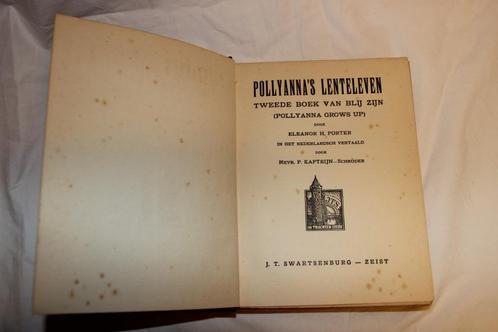 POLLYANNA'S LENTELEVEN
TWEEDE BOEK VAN BLIJ ZIJN
(POLLYANNA GROWS UP)
DOOR
ELEANOR H. PORTER
IN HET NEDERLANDSCH VERTAALD
DOOR
MEVR. P. KAPTEIJN—SCHRÖDER
J. T. SWARTSENBURG — ZEIST